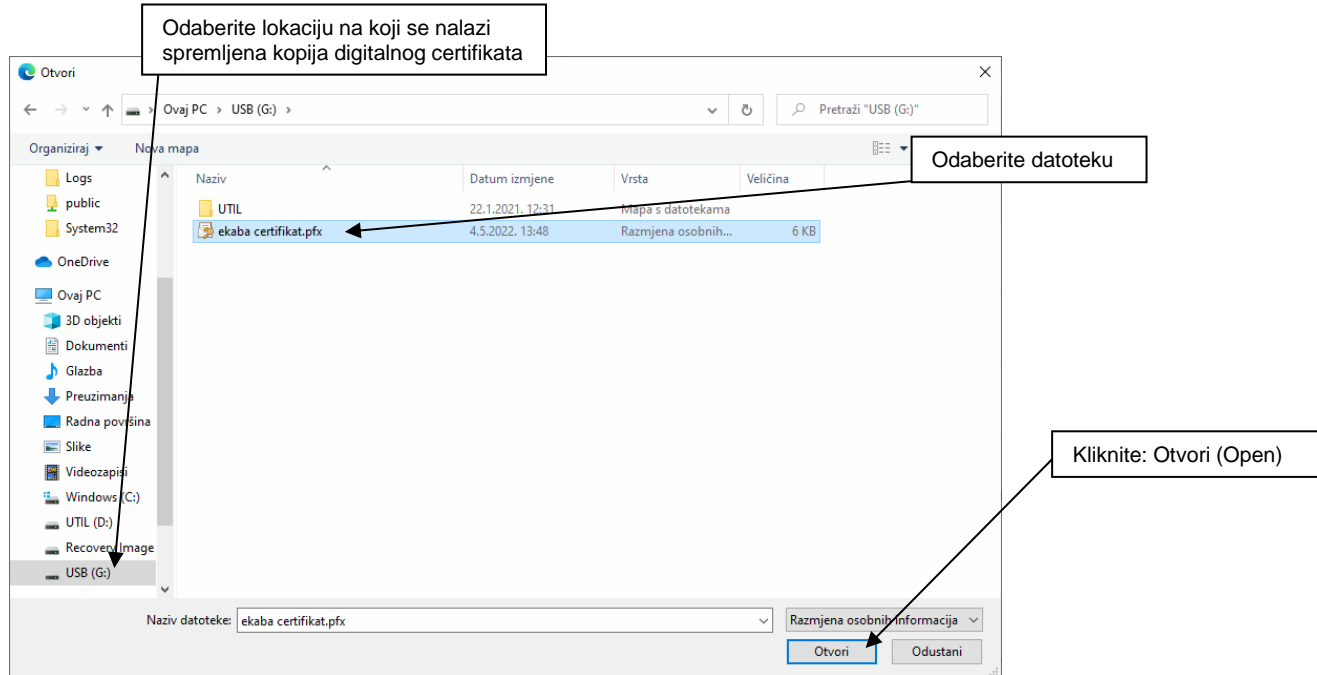 Odaberite lokaciju na koji se nalazi
spremljena kopija digitalnog certifikata
Otvori
Ovaj PC > USB (G:) >
Pretraži "USB (G:)"
Organiziraj
Nova mapa
Odaberite datoteku
Naziv Datum izmjene Vrsta Veličina
UTIL 22.1.2021. 12:31 Mapa s datotekama
ekaba certifikat.pfx 4.5.2022. 13:48 Razmjena osobnih... 6 KB
Logs
public
System32
OneDrive
Ovaj PC
3D objekti
Dokumenti
Glazba
Preuzimanja
Radna površina
Slike
Videozapisi
Windows (C:)
UTIL (D:)
Recovery Image
USB (G:)
Kliknite: Otvori (Open)
Naziv datoteke: ekaba certifikat.pfx
Razmjena osobnih informacija
Otvori Odustani